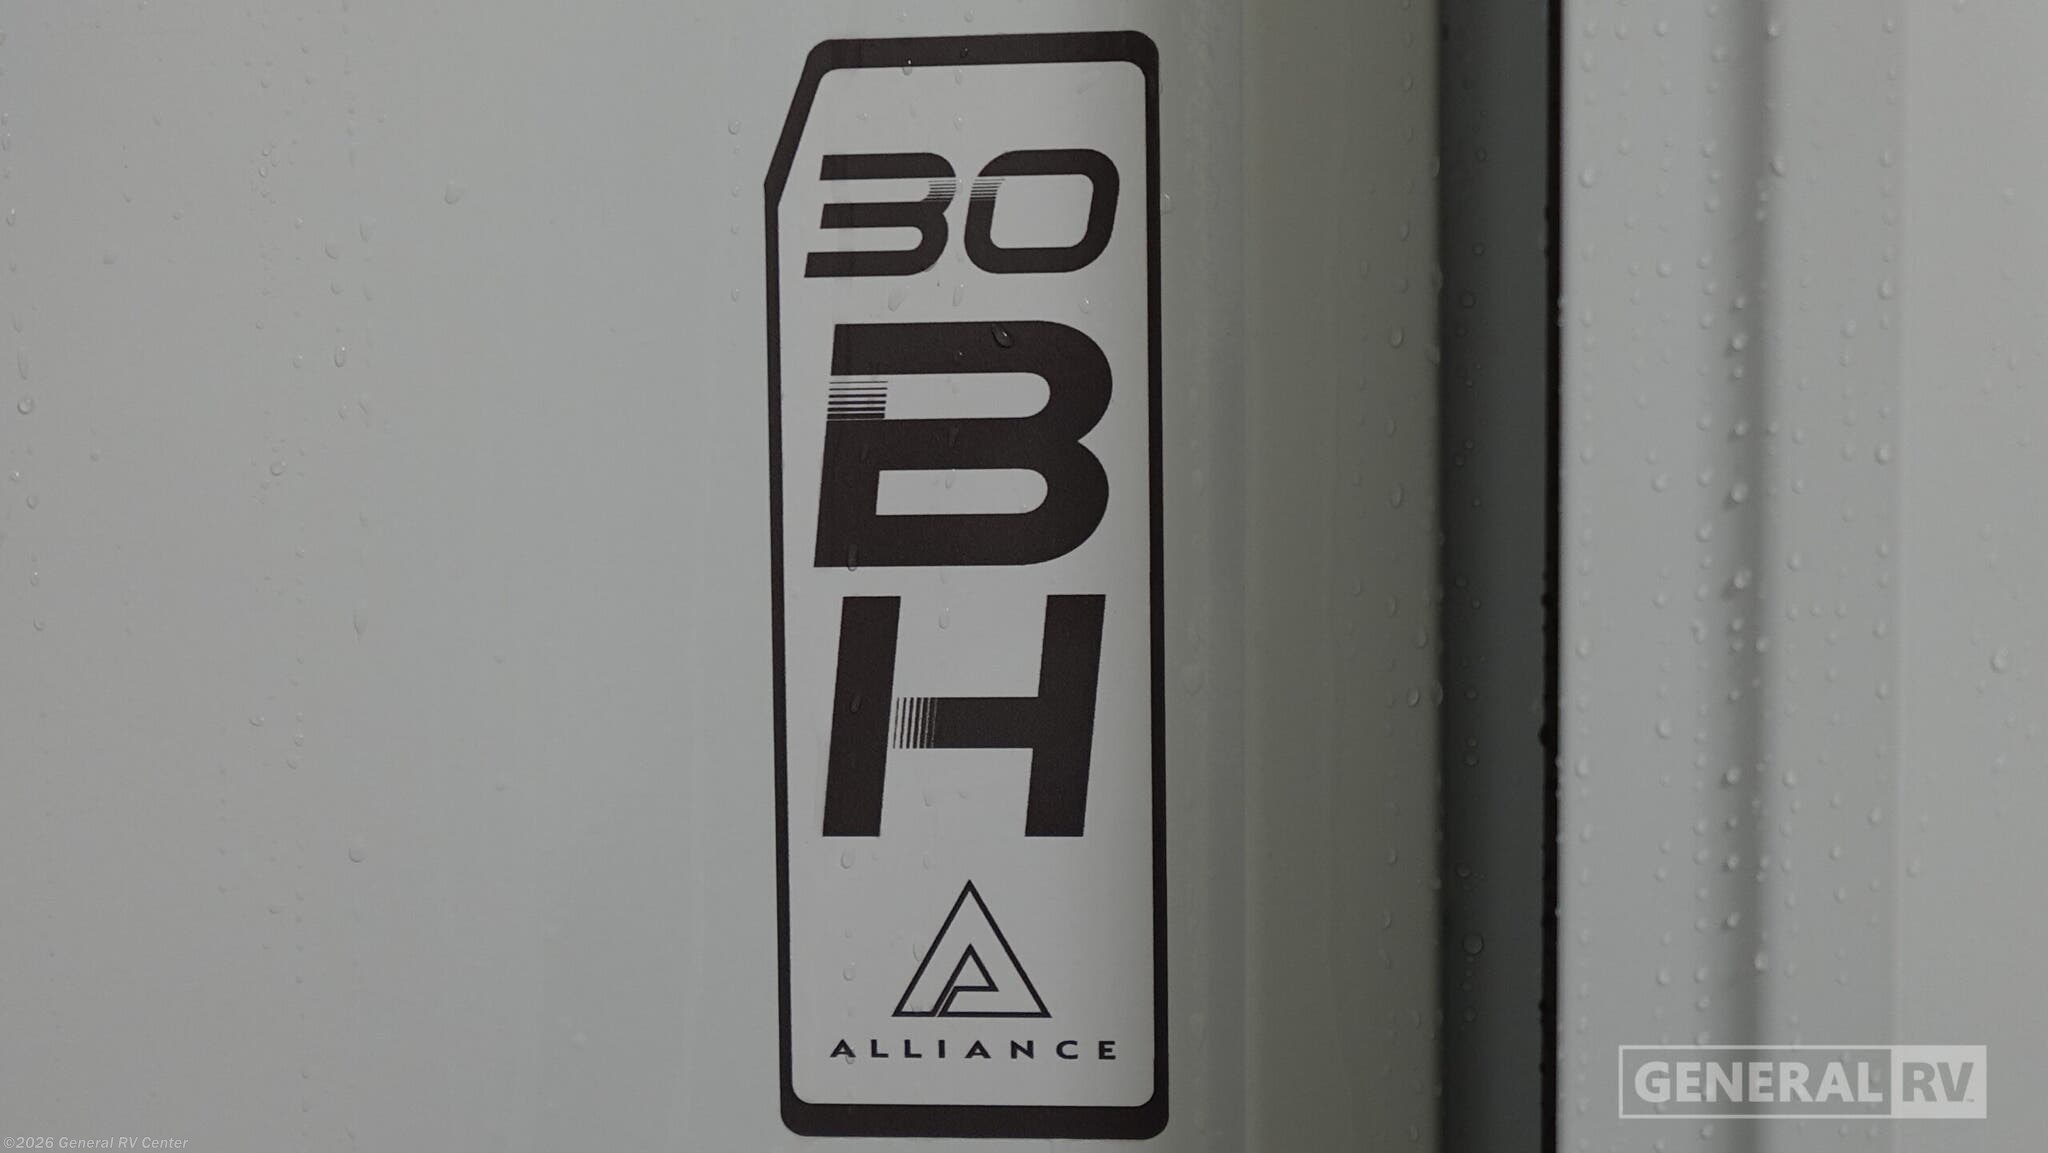 30
B
H
ALLIANCE
GENERAL RV
©2026 General RV Center